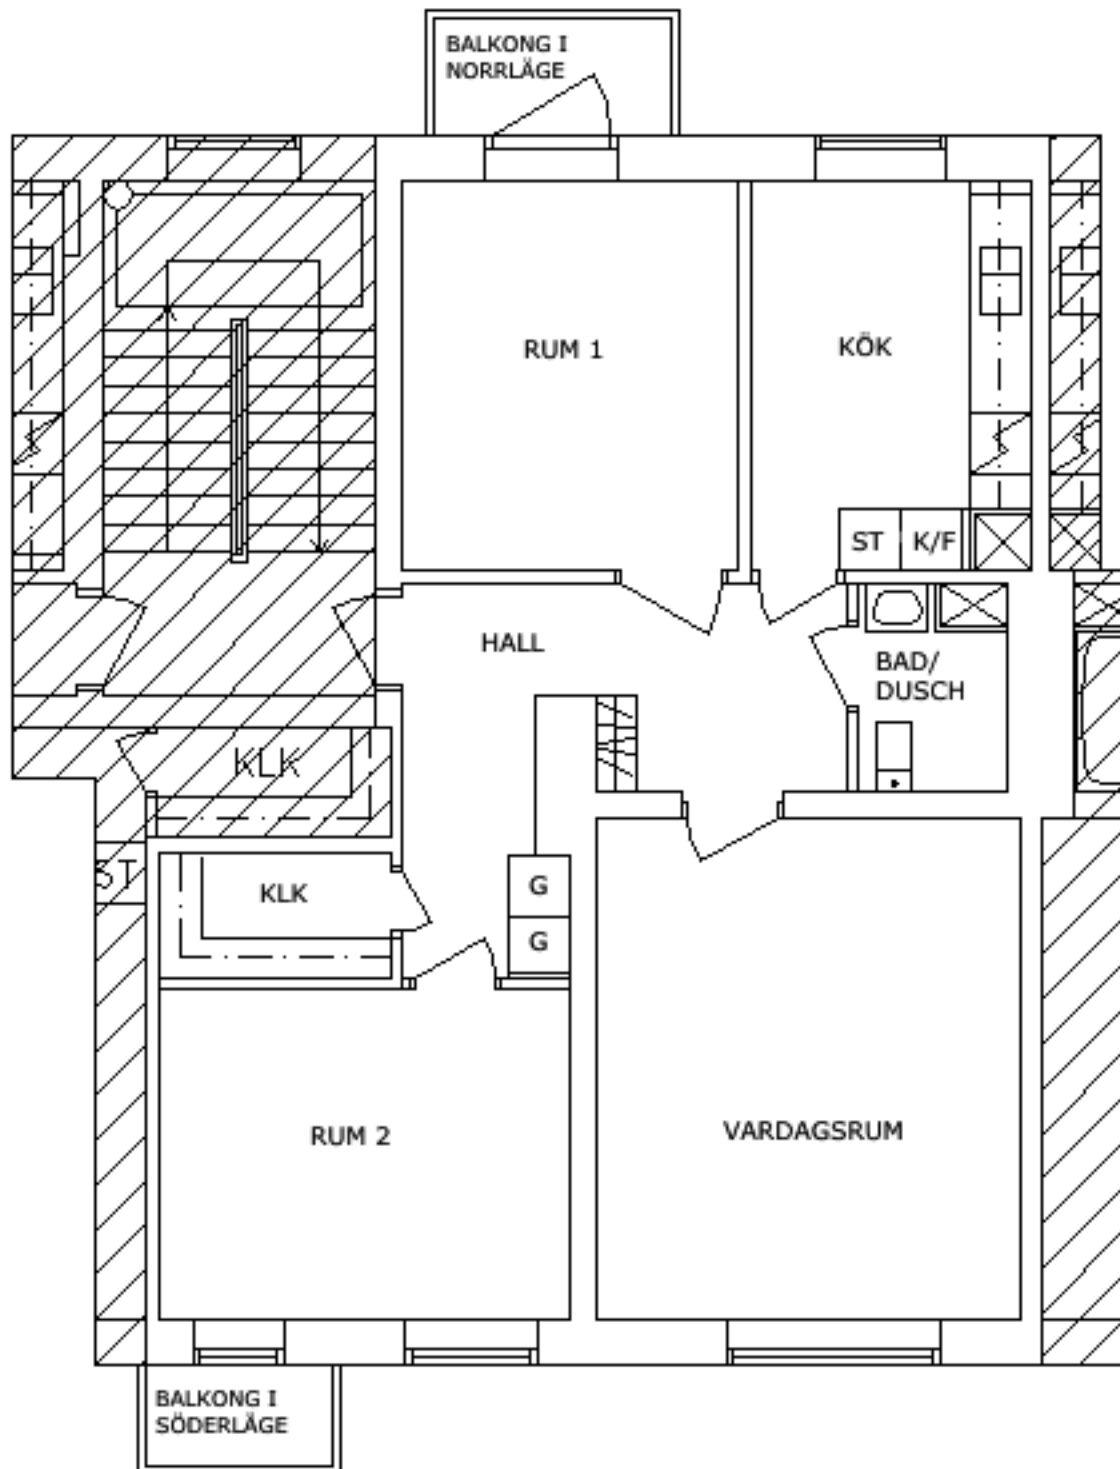 BALKONG I
NORRLÄGE
RUM 1
KÖK
ST
K/F
HALL
BAD/
DUSCH
KLK
ST
KLK
G
G
RUM 2
VARDAGSRUM
BALKONG I
SÖDERLÄGE